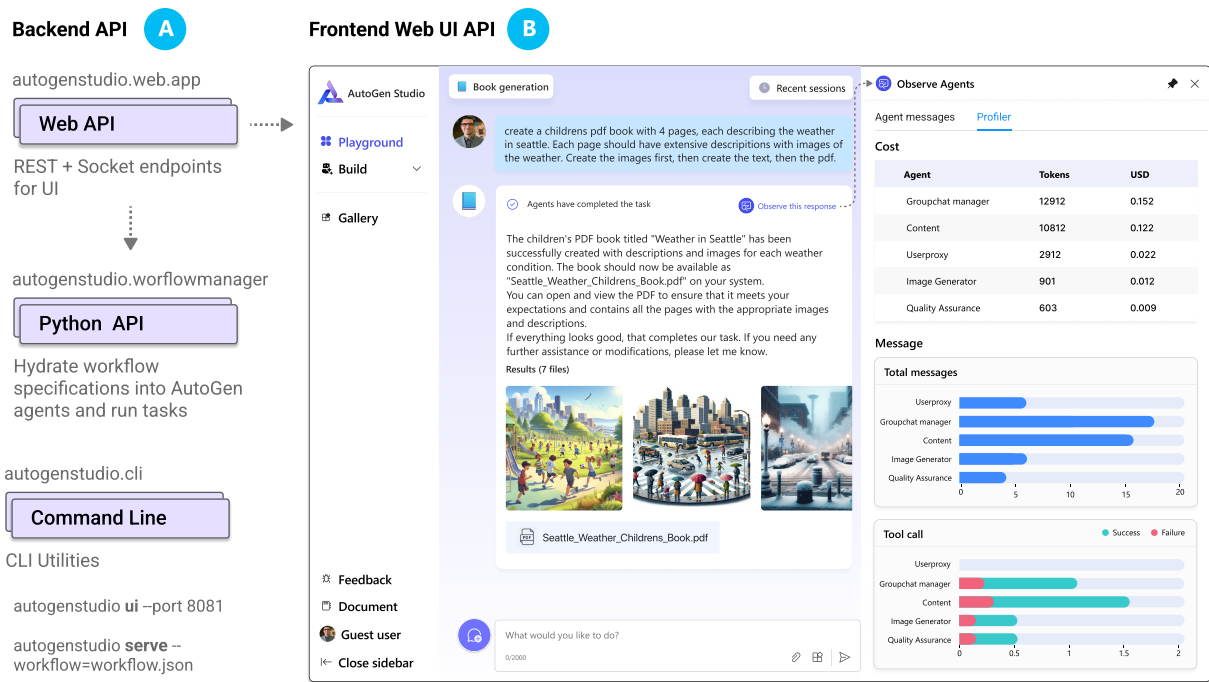 Backend API
A
autogenstudio.web.app
Web API
REST + Socket endpoints
for UI
autogenstudio.worflowmanager
Python API
Hydrate workflow
specifications into AutoGen
agents and run tasks
autogenstudio.cli
Command Line
CLI Utilities
autogenstudio ui --port 8081
autogenstudio serve --
workflow=workflow.json
Frontend Web UI API
B
AutoGen Studio
Playground
Build
Gallery
Feedback
Document
Guest user
Close sidebar
Book generation
Recent sessions
create a childrens pdf book with 4 pages, each describing the weather
in seattle. Each page should have extensive descripitions with images of
the weather. Create the images first, then create the text, then the pdf.
Agents have completed the task
Observe this response
The children's PDF book titled "Weather in Seattle" has been
successfully created with descriptions and images for each weather
condition. The book should now be available as
"Seattle_Weather_Childrens_Book.pdf" on your system.
You can open and view the PDF to ensure that it meets your
expectations and contains all the pages with the appropriate images
and descriptions.
If everything looks good, that completes our task. If you need any
further assistance or modifications, please let me know.
Results (7 files)
PDF
Seattle_Weather_Childrens_Book.pdf
What would you like to do?
0/2000
Observe Agents
Agent messages
Profiler
Cost
Agent Tokens USD
Groupchat manager 12912 0.152
Content 10812 0.122
Userproxy 2912 0.022
Image Generator 901 0.012
Quality Assurance 603 0.009
Message
Total messages
Userproxy
Groupchat manager
Content
Image Generator
Quality Assurance
0 5 10 15 20
Tool call
Success Failure
Userproxy
Groupchat manager
Content
Image Generator
Quality Assurance
0 0.5 1 1.5 2